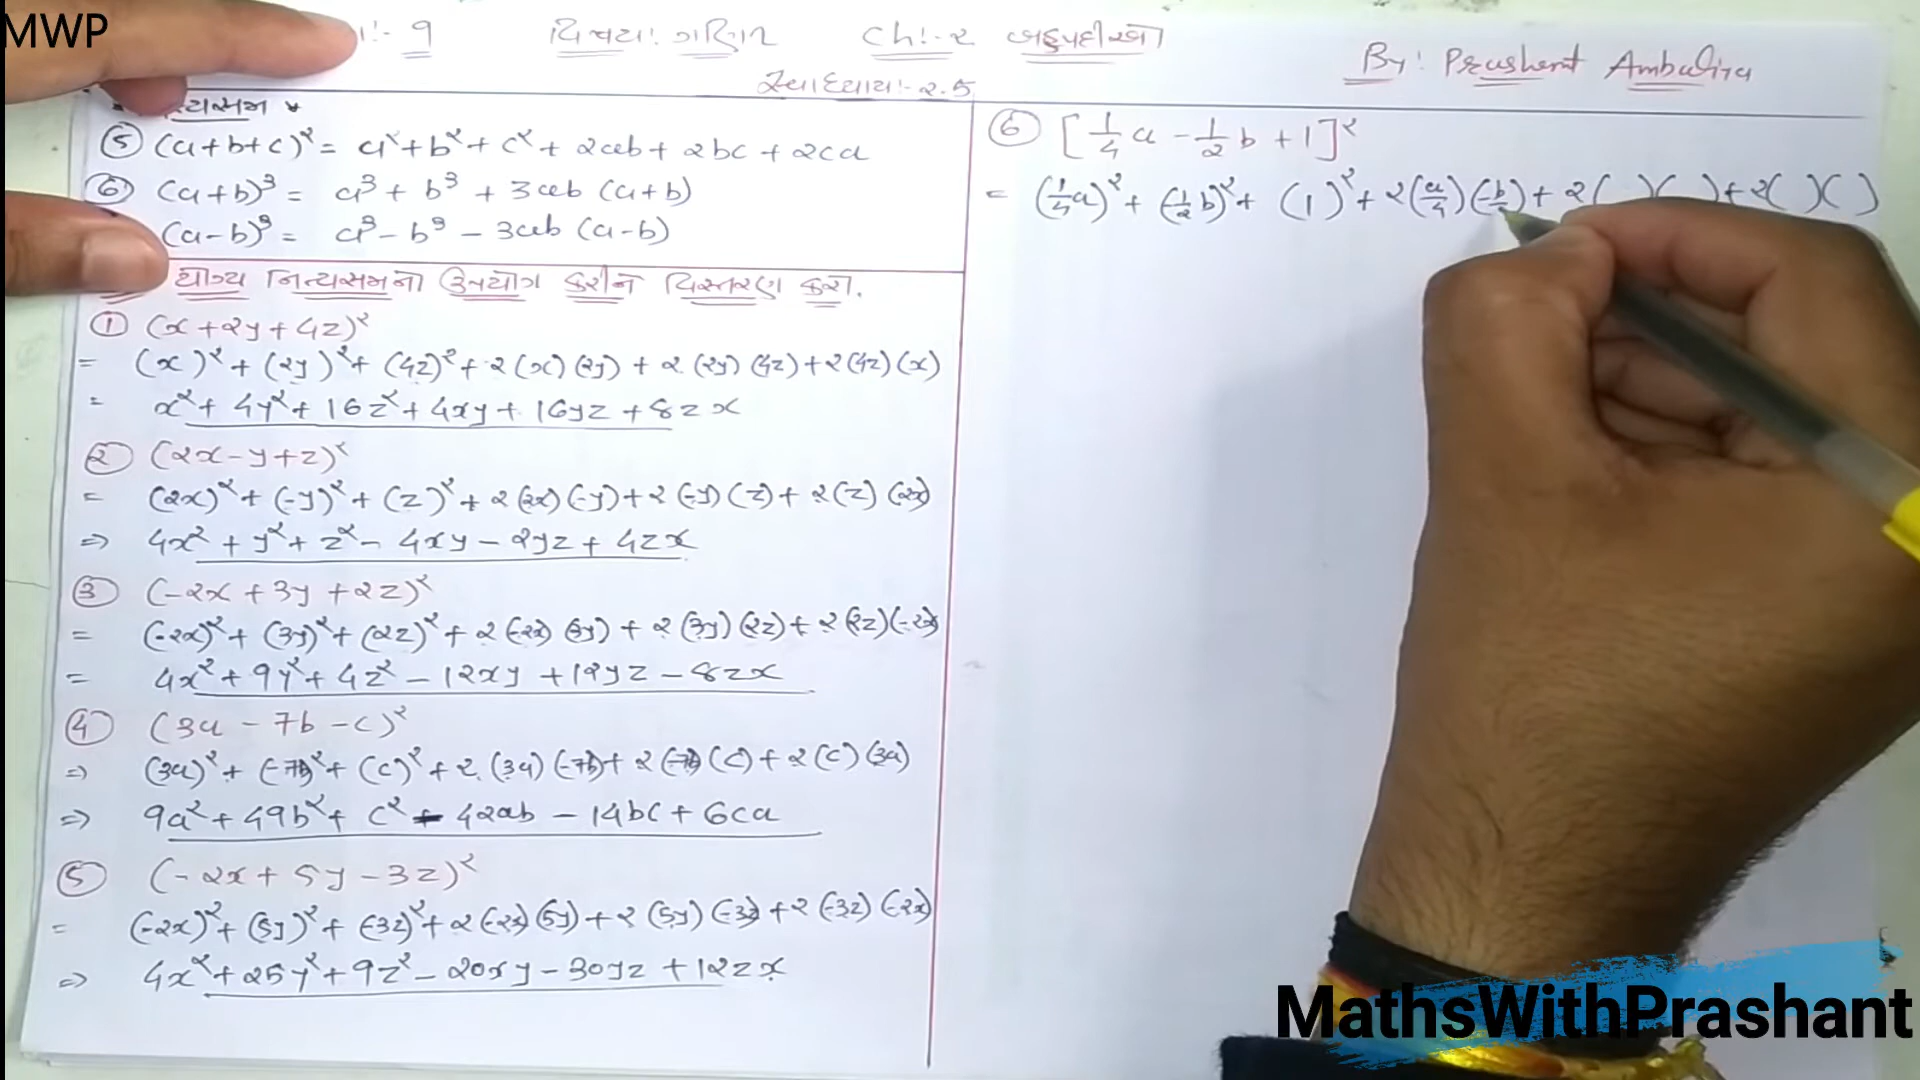 MWP
:- 9 વિષય: ગણિત Ch:-૨ બહુપદીઓ
By: Prashant Ambaliya
સ્વાધ્યાય:-૨.5
ત્યસમ
⑤ (a+b+c)² = a²+b²+c²+2ab+2bc+2ca
⑥ (a+b)³ = a³+b³+3ab(a+b)
(a-b)³ = a³-b³-3ab(a-b)
યોગ્ય નિત્યસમનો ઉપયોગ કરીને વિસ્તરણ કરો.
① (x+2y+4z)²
= (x)²+(2y)²+(4z)²+2(x)(2y)+2(2y)(4z)+2(4z)(x)
= x²+4y²+16z²+4xy+16yz+8zx
② (2x-y+z)²
= (2x)²+(-y)²+(z)²+2(2x)(-y)+2(-y)(z)+2(z)(2x)
⇒ 4x²+y²+z²-4xy-2yz+4zx
③ (-2x+3y+2z)²
= (-2x)²+(3y)²+(2z)²+2(-2x)(3y)+2(3y)(2z)+2(2z)(-2x)
= 4x²+9y²+4z²-12xy+12yz-8zx
④ (3a-7b-c)²
⇒ (3a)²+(-7b)²+(c)²+2(3a)(-7b)+2(-7b)(c)+2(c)(3a)
⇒ 9a²+49b²+c²-42ab-14bc+6ca
⑤ (-2x+5y-3z)²
= (-2x)²+(5y)²+(-3z)²+2(-2x)(5y)+2(5y)(-3z)+2(-3z)(-2x)
⇒ 4x²+25y²+9z²-20xy-30yz+12zx
⑥ [1/4 a - 1/2 b + 1]²
= (1/4 a)²+(-1/2 b)²+(1)²+2(a/4)(-b/)+2( )( )+2( )( )
MathsWithPrashant